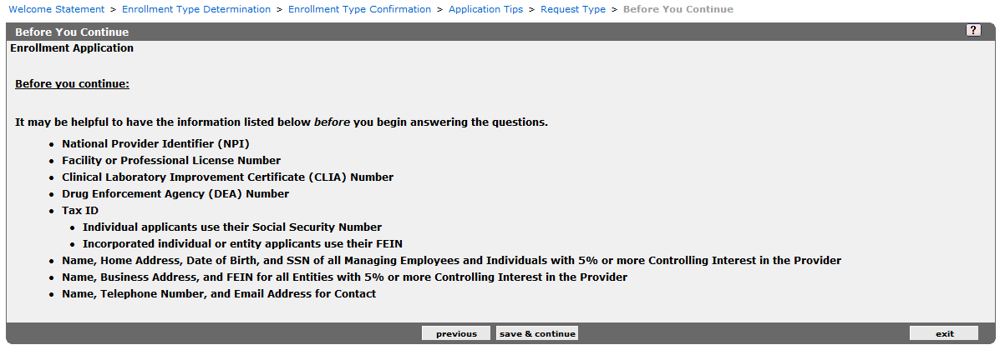 Welcome Statement > Enrollment Type Determination > Enrollment Type Confirmation > Application Tips > Request Type > Before You Continue
Before You Continue ?
Enrollment Application
Before you continue:
It may be helpful to have the information listed below before you begin answering the questions.
• National Provider Identifier (NPI)
• Facility or Professional License Number
• Clinical Laboratory Improvement Certificate (CLIA) Number
• Drug Enforcement Agency (DEA) Number
• Tax ID
• Individual applicants use their Social Security Number
• Incorporated individual or entity applicants use their FEIN
• Name, Home Address, Date of Birth, and SSN of all Managing Employees and Individuals with 5% or more Controlling Interest in the Provider
• Name, Business Address, and FEIN for all Entities with 5% or more Controlling Interest in the Provider
• Name, Telephone Number, and Email Address for Contact
previous save & continue exit